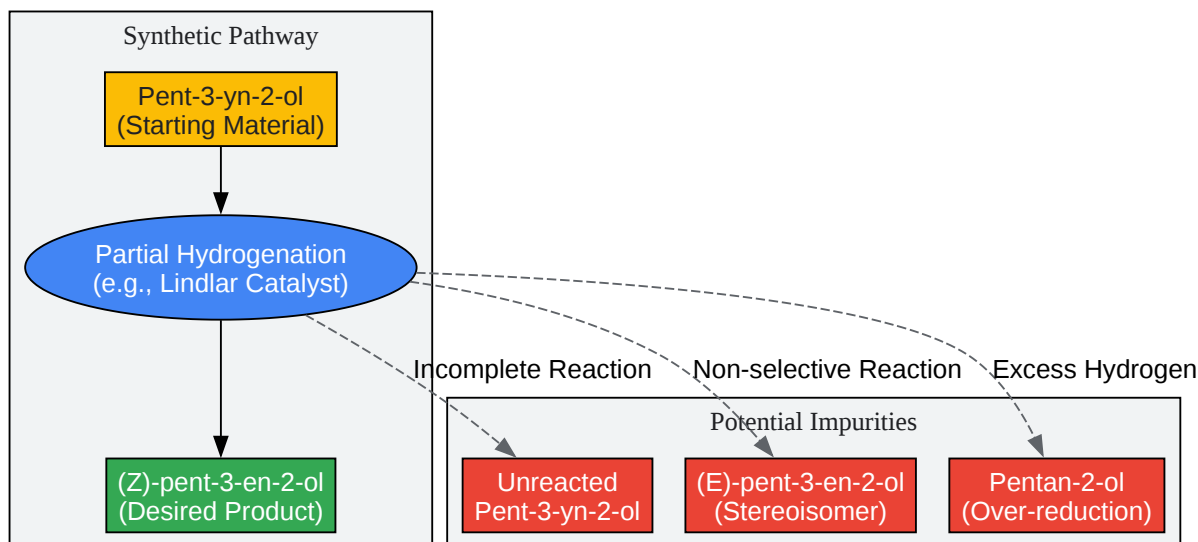 Synthetic Pathway
Pent-3-yn-2-ol
(Starting Material)
Partial Hydrogenation
(e.g., Lindlar Catalyst)
Incomplete Reaction
Non-selective Reaction
Excess Hydrogen
Potential Impurities
(Z)-pent-3-en-2-ol
(Desired Product)
Unreacted
Pent-3-yn-2-ol
(E)-pent-3-en-2-ol
(Stereoisomer)
Pentan-2-ol
(Over-reduction)